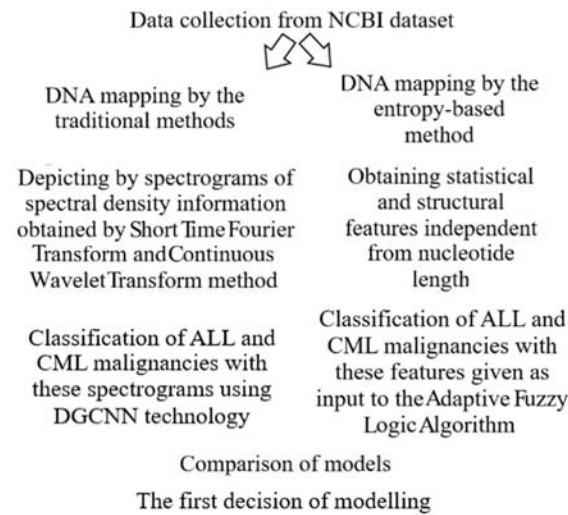 Data collection from NCBI dataset
DNA mapping by the
traditional methods
DNA mapping by the
entropy-based
method
Depicting by spectrograms of
spectral density information
obtained by Short Time Fourier
Transform and Continuous
Wavelet Transform method
Obtaining statistical
and structural
features independent
from nucleotide
length
Classification of ALL and
CML malignancies with
these spectrograms using
DGCNN technology
Classification of ALL and
CML malignancies with
these features given as
input to the Adaptive Fuzzy
Logic Algorithm
Comparison of models
The first decision of modelling